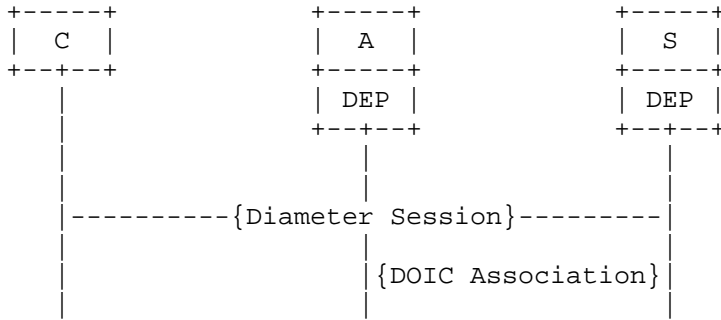 C A S
DEP DEP
{Diameter Session}
{DOIC Association}